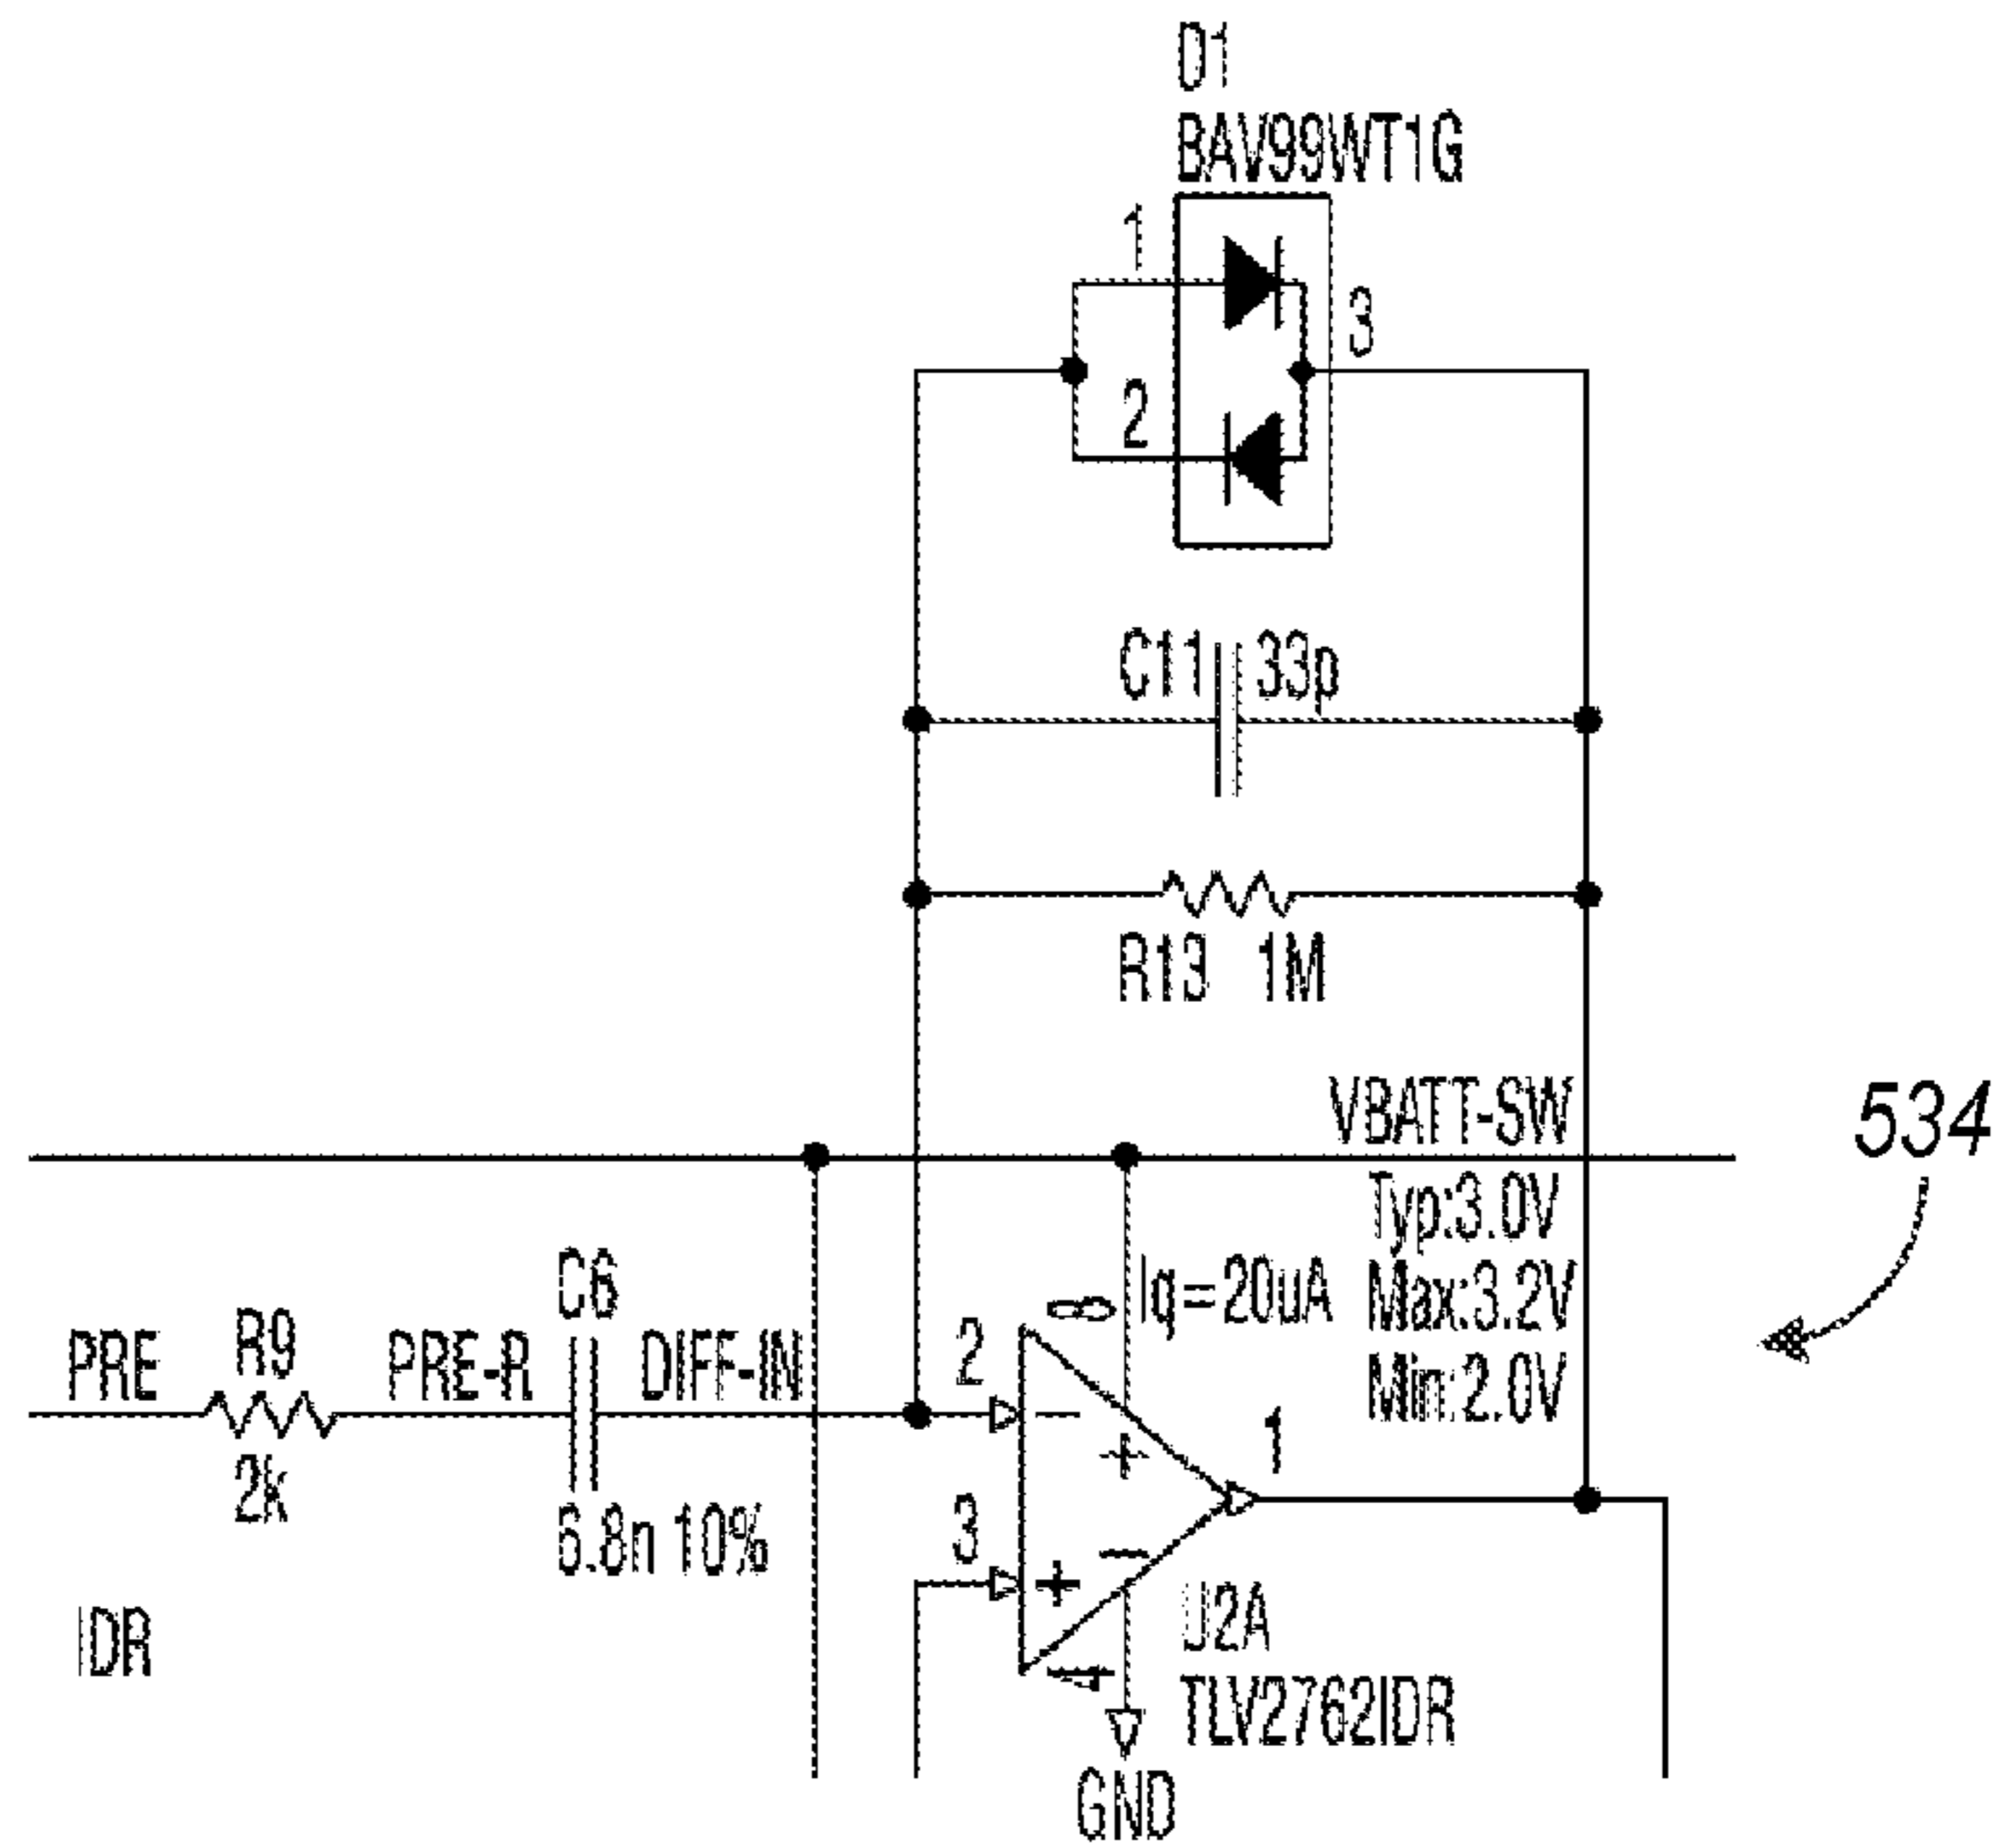 D1
BAV99WT1G
1
3
2
C11 33p
R13 1M
VBATT-SW
534
Typ:3.0V
Iq=20uA
Max:3.2V
Min:2.0V
8
C6
PRE
R9
PRE-R
DIFF-IN
2
2k
6.8n 10%
1
3
IDR
4
U2A
TLV2762IDR
GND